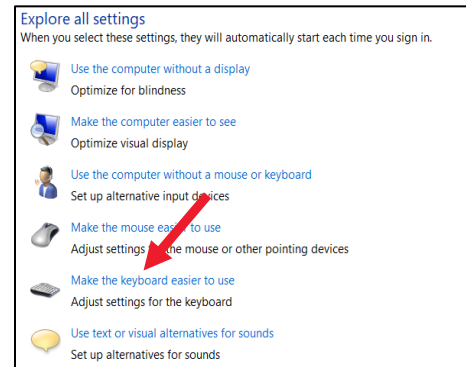 Explore all settings
When you select these settings, they will automatically start each time you sign in.
Use the computer without a display
Optimize for blindness
Make the computer easier to see
Optimize visual display
Use the computer without a mouse or keyboard
Set up alternative input devices
Make the mouse easier to use
Adjust settings for the mouse or other pointing devices
Make the keyboard easier to use
Adjust settings for the keyboard
Use text or visual alternatives for sounds
Set up alternatives for sounds